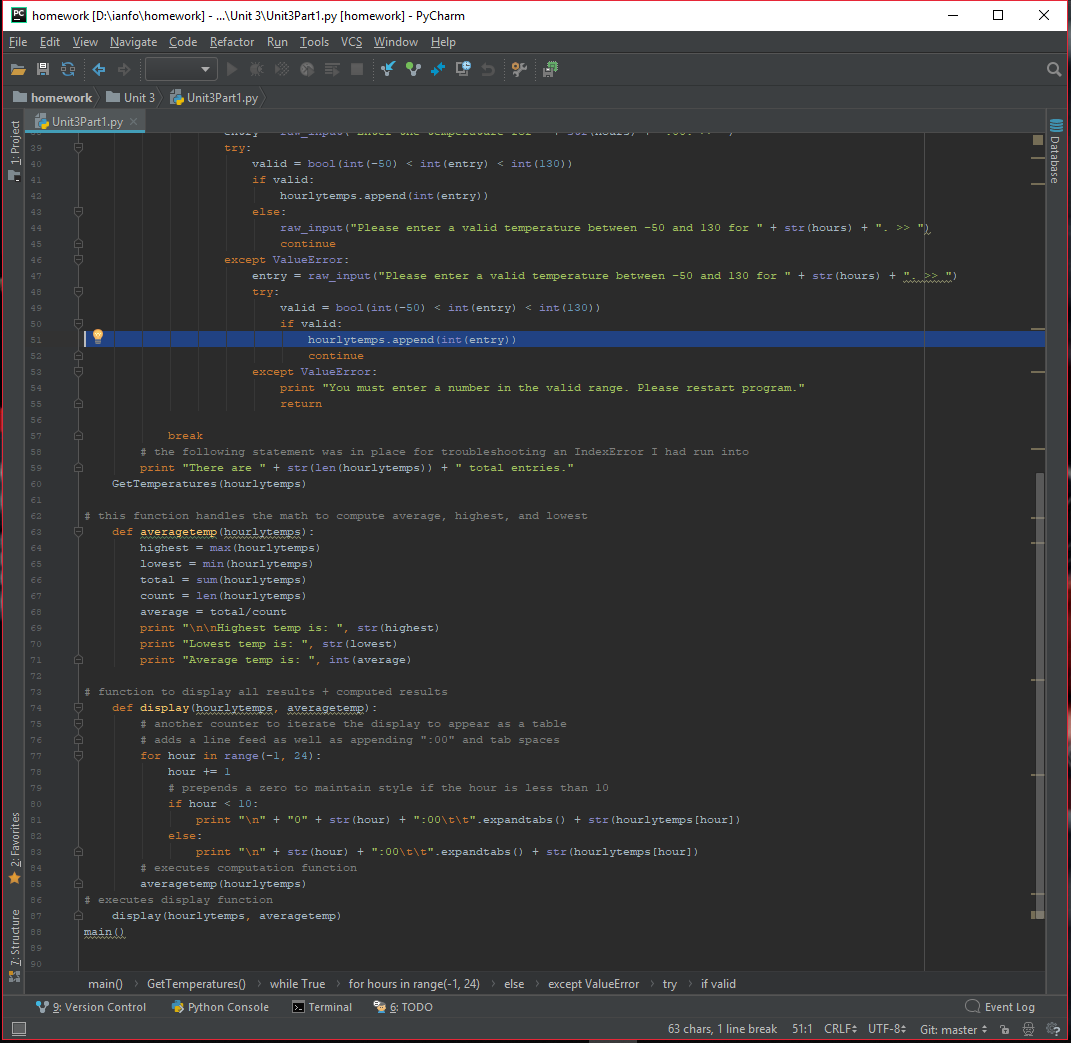 homework [D:\ianfo\homework] - ...\Unit 3\Unit3Part1.py [homework] - PyCharm
File Edit View Navigate Code Refactor Run Tools VCS Window Help
homework Unit 3 Unit3Part1.py
Unit3Part1.py
1: Project
Database
entry raw_input("Enter the temperature for " + str(hours) + ":00. >> ")
39 try:
40 valid = bool(int(-50) < int(entry) < int(130))
41 if valid:
42 hourlytemps.append(int(entry))
43 else:
44 raw_input("Please enter a valid temperature between -50 and 130 for " + str(hours) + ". >> ")
45 continue
46 except ValueError:
47 entry = raw_input("Please enter a valid temperature between -50 and 130 for " + str(hours) + ". >> ")
48 try:
49 valid = bool(int(-50) < int(entry) < int(130))
50 if valid:
51 hourlytemps.append(int(entry))
52 continue
53 except ValueError:
54 print "You must enter a number in the valid range. Please restart program."
55 return
56
57 break
58 # the following statement was in place for troubleshooting an IndexError I had run into
59 print "There are " + str(len(hourlytemps)) + " total entries."
60 GetTemperatures(hourlytemps)
61
62 # this function handles the math to compute average, highest, and lowest
63 def averagetemp(hourlytemps):
64 highest = max(hourlytemps)
65 lowest = min(hourlytemps)
66 total = sum(hourlytemps)
67 count = len(hourlytemps)
68 average = total/count
69 print "\n\nHighest temp is: ", str(highest)
70 print "Lowest temp is: ", str(lowest)
71 print "Average temp is: ", int(average)
72
73 # function to display all results + computed results
74 def display(hourlytemps, averagetemp):
75 # another counter to iterate the display to appear as a table
76 # adds a line feed as well as appending ":00" and tab spaces
77 for hour in range(-1, 24):
78 hour += 1
79 # prepends a zero to maintain style if the hour is less than 10
80 if hour < 10:
81 print "\n" + "0" + str(hour) + ":00\t\t".expandtabs() + str(hourlytemps[hour])
82 else:
83 print "\n" + str(hour) + ":00\t\t".expandtabs() + str(hourlytemps[hour])
84 # executes computation function
85 averagetemp(hourlytemps)
86 # executes display function
87 display(hourlytemps, averagetemp)
88 main()
89
90
2: Favorites
7: Structure
main() GetTemperatures() while True for hours in range(-1, 24) else except ValueError try if valid
9: Version Control Python Console Terminal 6: TODO Event Log
63 chars, 1 line break 51:1 CRLF UTF-8 Git: master